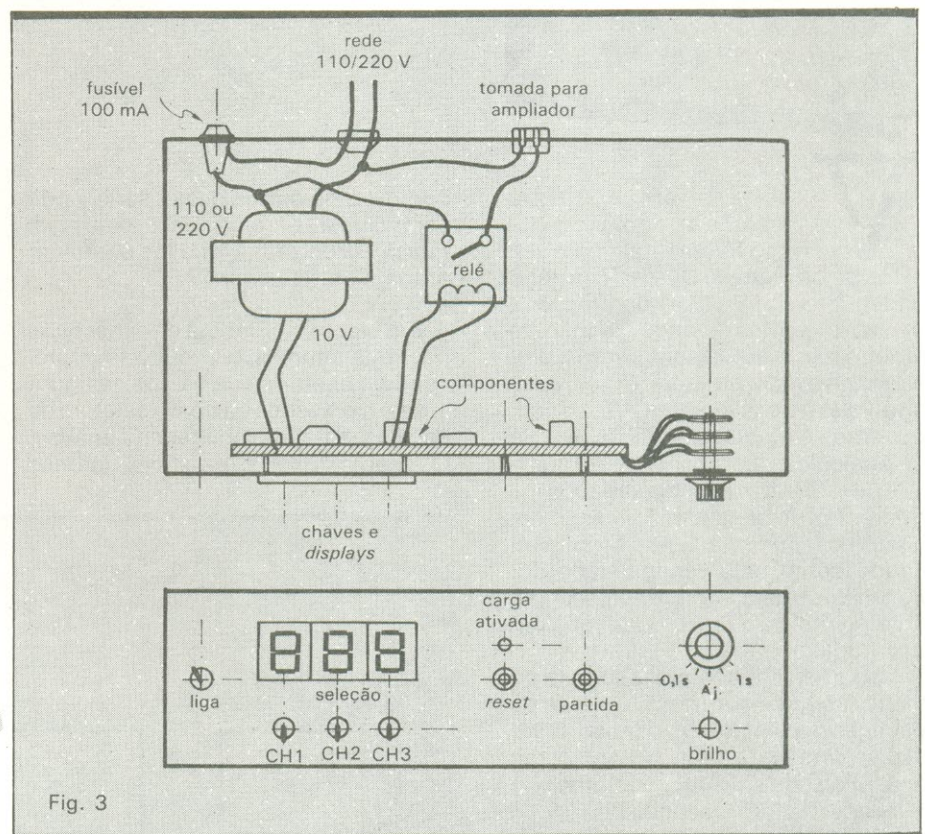 rede
110/220 V
fusível
100 mA
tomada para
ampliador
110 ou
220 V
relé
10 V
componentes
chaves e
displays
carga
ativada
888
liga
seleção
reset
partida
0,1s
Aj.
1s
CH1
CH2
CH3
brilho
Fig. 3